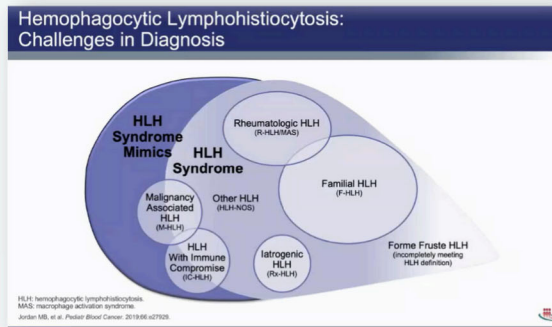 Hemophagocytic Lymphohistiocytosis:
Challenges in Diagnosis
HLH
Syndrome
Mimics
HLH
Syndrome
Rheumatologic HLH
(R-HLH/MAS)
Familial HLH
(F-HLH)
Malignancy
Associated
HLH
(M-HLH)
Other HLH
(HLH-NOS)
HLH
With Immune
Compromise
(IC-HLH)
Iatrogenic
HLH
(Rx-HLH)
Forme Fruste HLH
(incompletely meeting
HLH definition)
HLH: hemophagocytic lymphohistiocytosis.
MAS: macrophage activation syndrome.
Jordan MB, et al. Pediatr Blood Cancer. 2019;66:e27929.